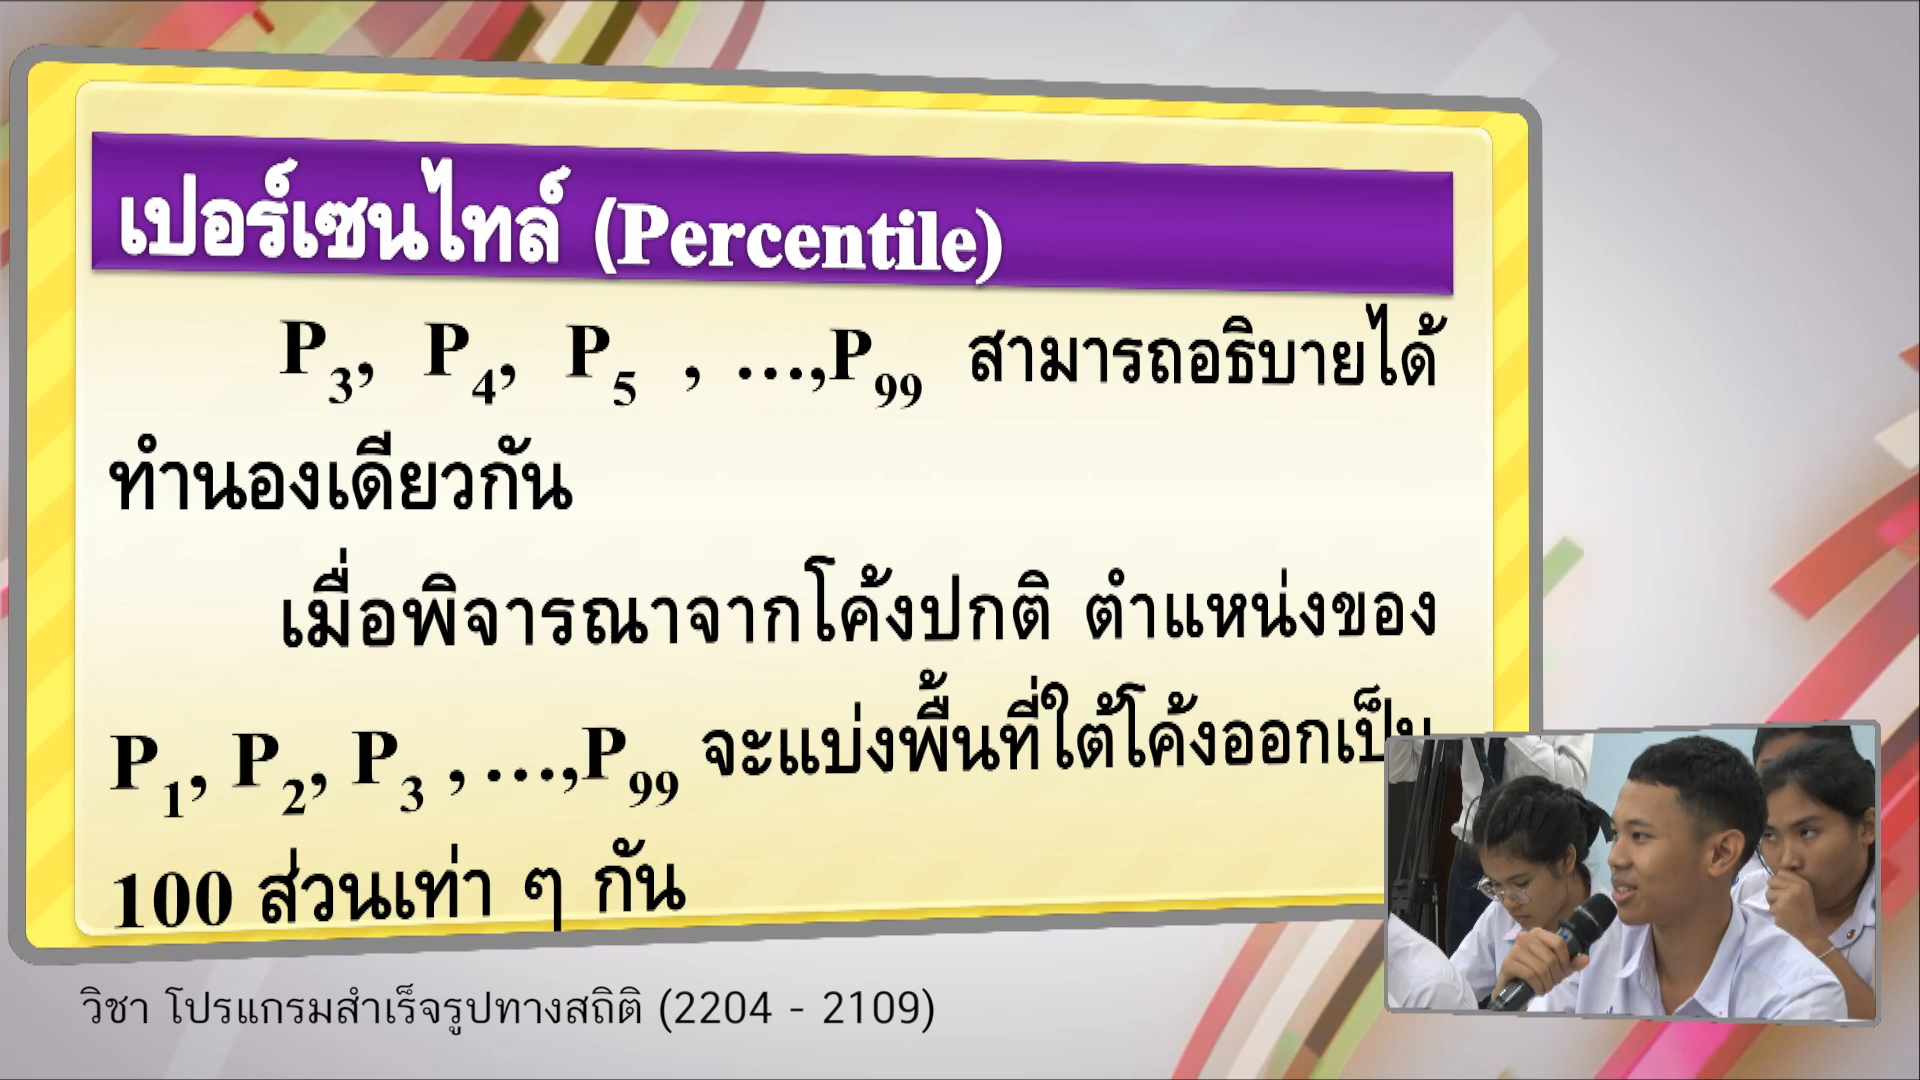 เปอร์เซนไทล์ (Percentile)
P3, P4, P5 , ...,P99 สามารถอธิบายได้
ทำนองเดียวกัน
เมื่อพิจารณาจากโค้งปกติ ตำแหน่งของ
P1, P2, P3 , ...,P99 จะแบ่งพื้นที่ใต้โค้งออกเป็น
100 ส่วนเท่า ๆ กัน
วิชา โปรแกรมสำเร็จรูปทางสถิติ (2204 - 2109)